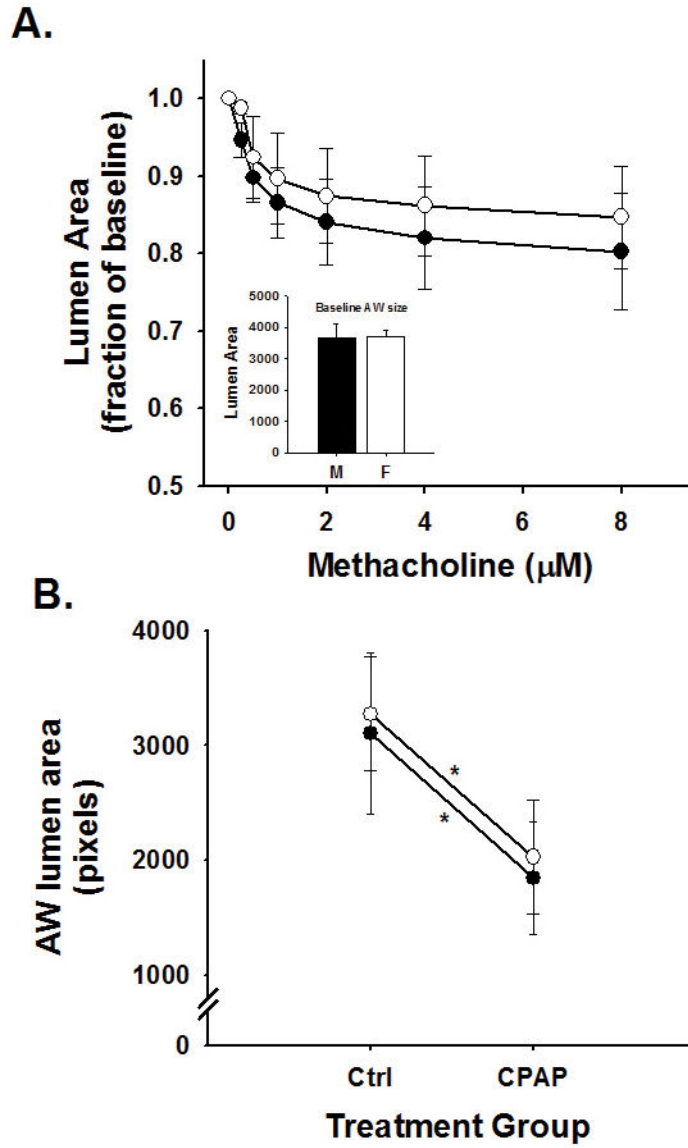 A.
Lumen Area
(fraction of baseline)
1.0
0.9
0.8
0.7
0.6
0.5
Lumen Area
5000
4000
3000
2000
1000
0
Baseline AW size
M F
0 2 4 6 8
Methacholine (μM)
B.
AW lumen area
(pixels)
4000
3000
2000
1000
0
*
*
Ctrl CPAP
Treatment Group